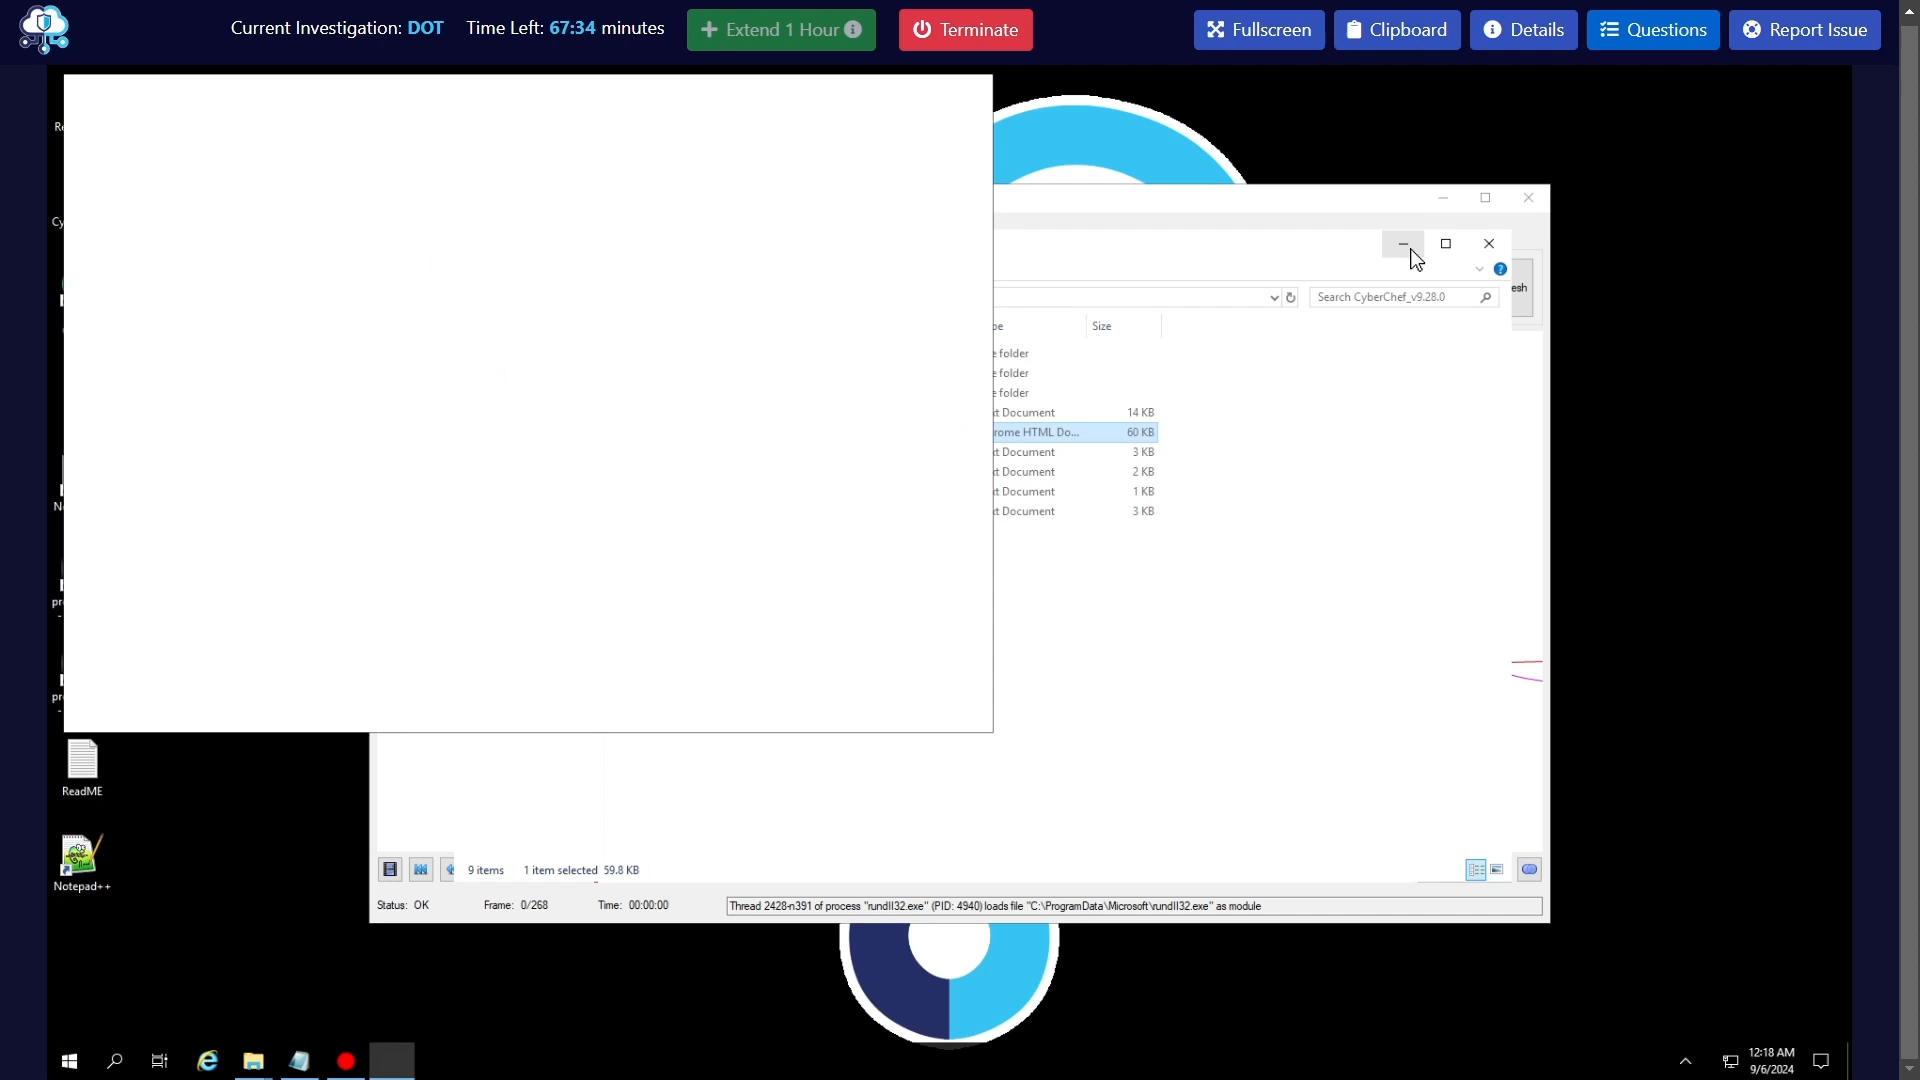 Current Investigation: DOT
Time Left: 67:34 minutes
Extend 1 Hour
Terminate
Fullscreen
Clipboard
Details
Questions
Report Issue
Search CyberChef_v9.28.0
Size
folder
folder
folder
Document 14 KB
HTML Do... 60 KB
Document 3 KB
Document 2 KB
Document 1 KB
Document 3 KB
ReadME
Notepad++
9 items 1 item selected 59.8 KB
Status: OK Frame: 0/268 Time: 00:00:00 Thread 2428-n391 of process "rundll32.exe" (PID: 4940) loads file "C:\ProgramData\Microsoft\rundll32.exe" as module
12:18 AM
9/6/2024